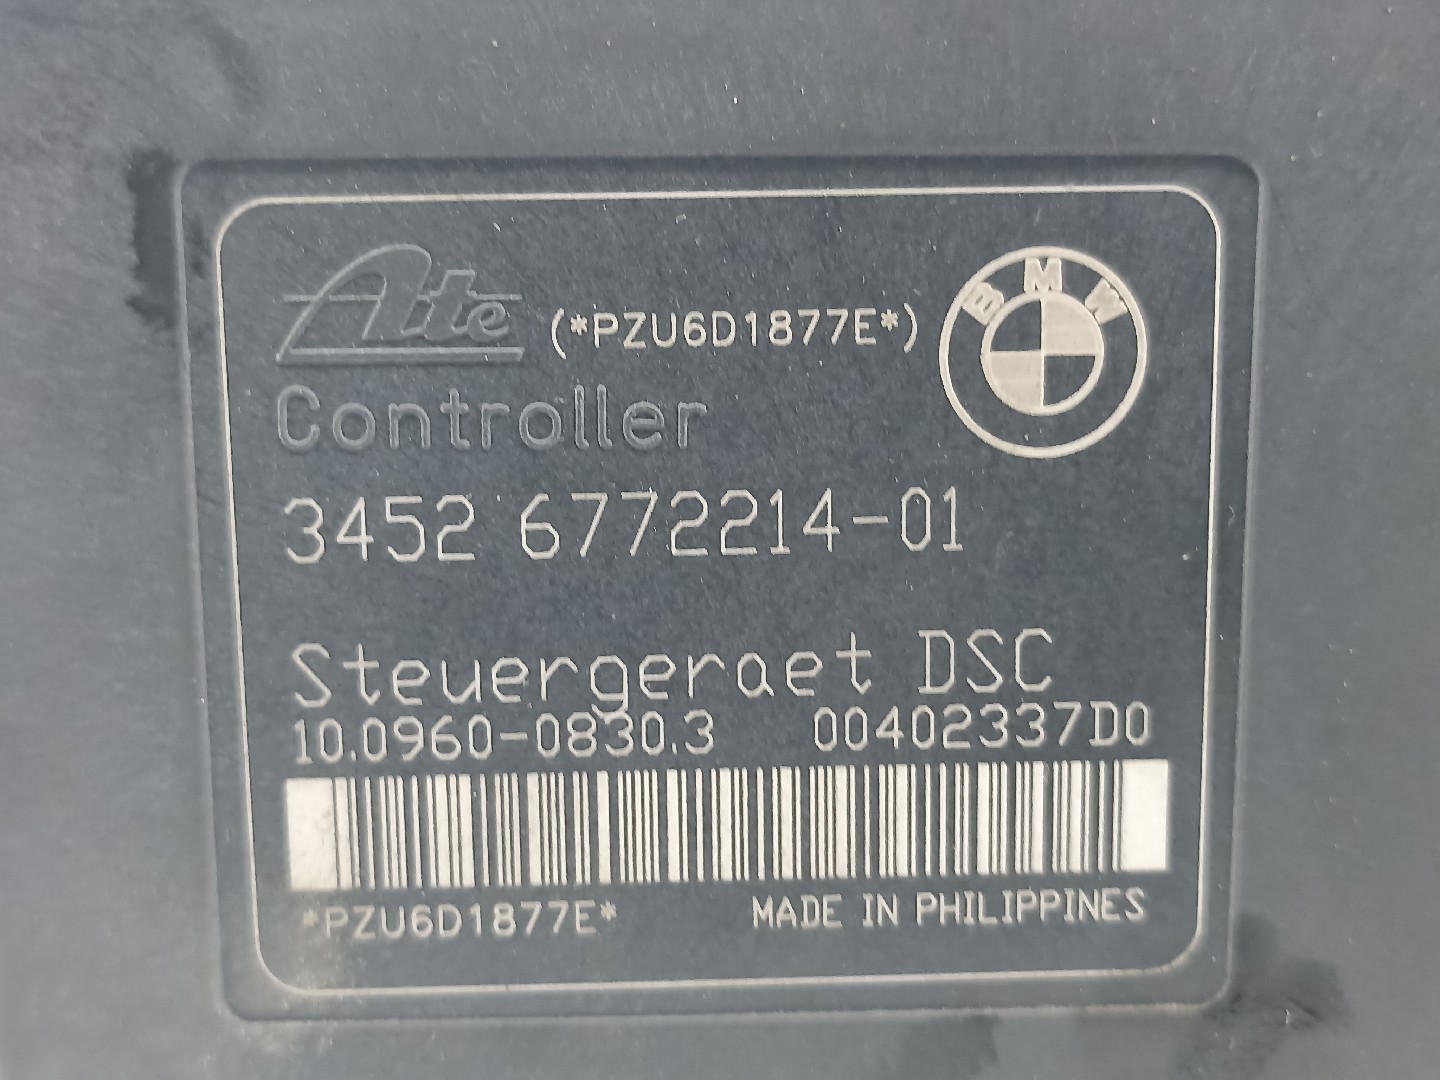 Ate (*PZU6D1877E*) BMW
Controller
3452 6772214-01
Steuergeraet DSC
10.0960-0830.3 00402337D0
*PZU6D1877E* MADE IN PHILIPPINES